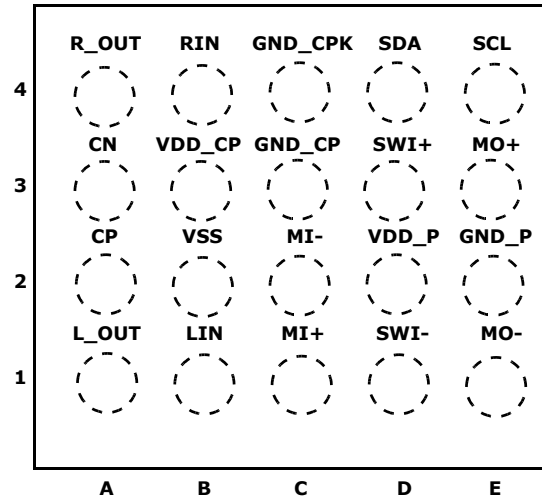 R_OUT RIN GND_CPK SDA SCL
4
CN VDD_CP GND_CP SWI+ MO+
3
CP VSS MI- VDD_P GND_P
2
L_OUT LIN MI+ SWI- MO-
1
A B C D E